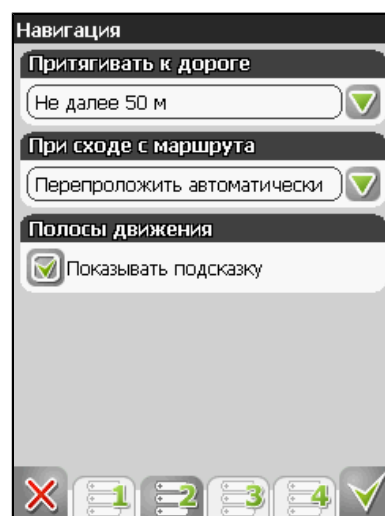 Навигация
Притягивать к дороге
Не далее 50 м
При сходе с маршрута
Перепроложить автоматически
Полосы движения
Показывать подсказку
1 2 3 4